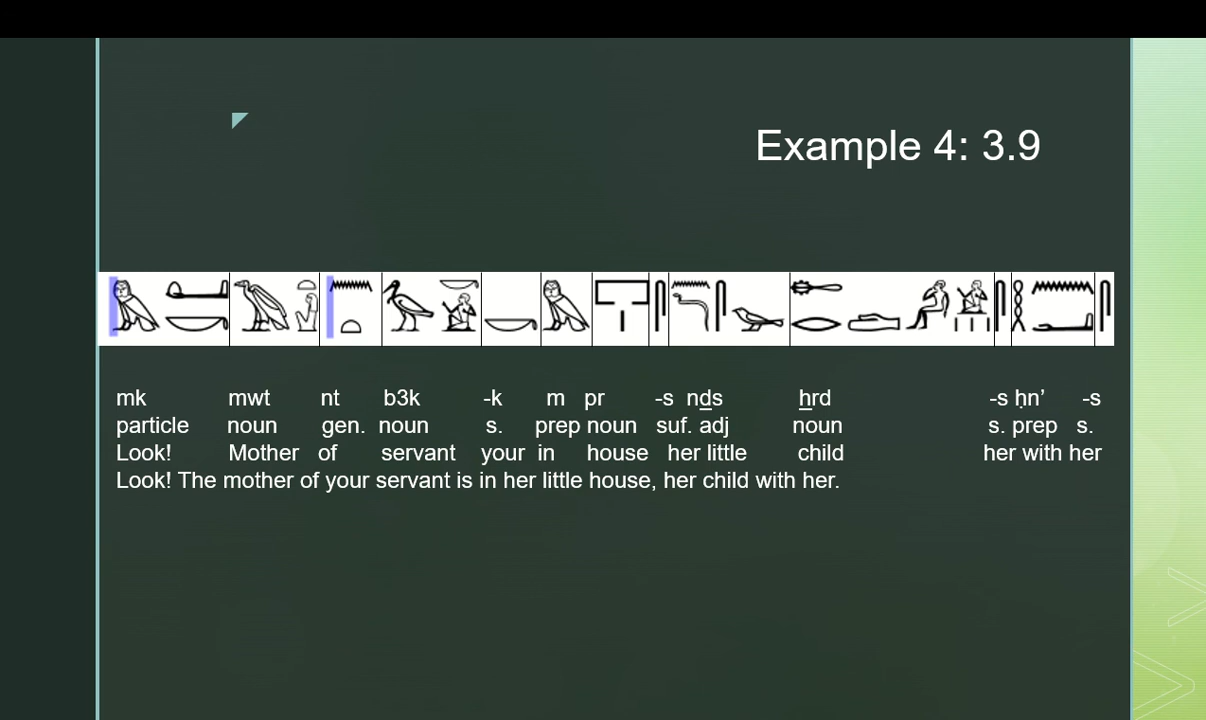 Example 4: 3.9
𓅓𓎡𓅐𓏏𓁐𓈖𓏏𓅡𓎡𓀀𓎡𓅓𓉐𓏤𓋴𓈖𓆓𓋴𓅪𓄡𓂋𓂧𓀔𓀀𓏥𓋴𓎛𓈖𓂝𓋴
mk mwt nt b3k -k m pr -s nḏs ẖrd -s ḥn’ -s
particle noun gen. noun s. prep noun suf. adj noun s. prep s.
Look! Mother of servant your in house her little child her with her
Look! The mother of your servant is in her little house, her child with her.